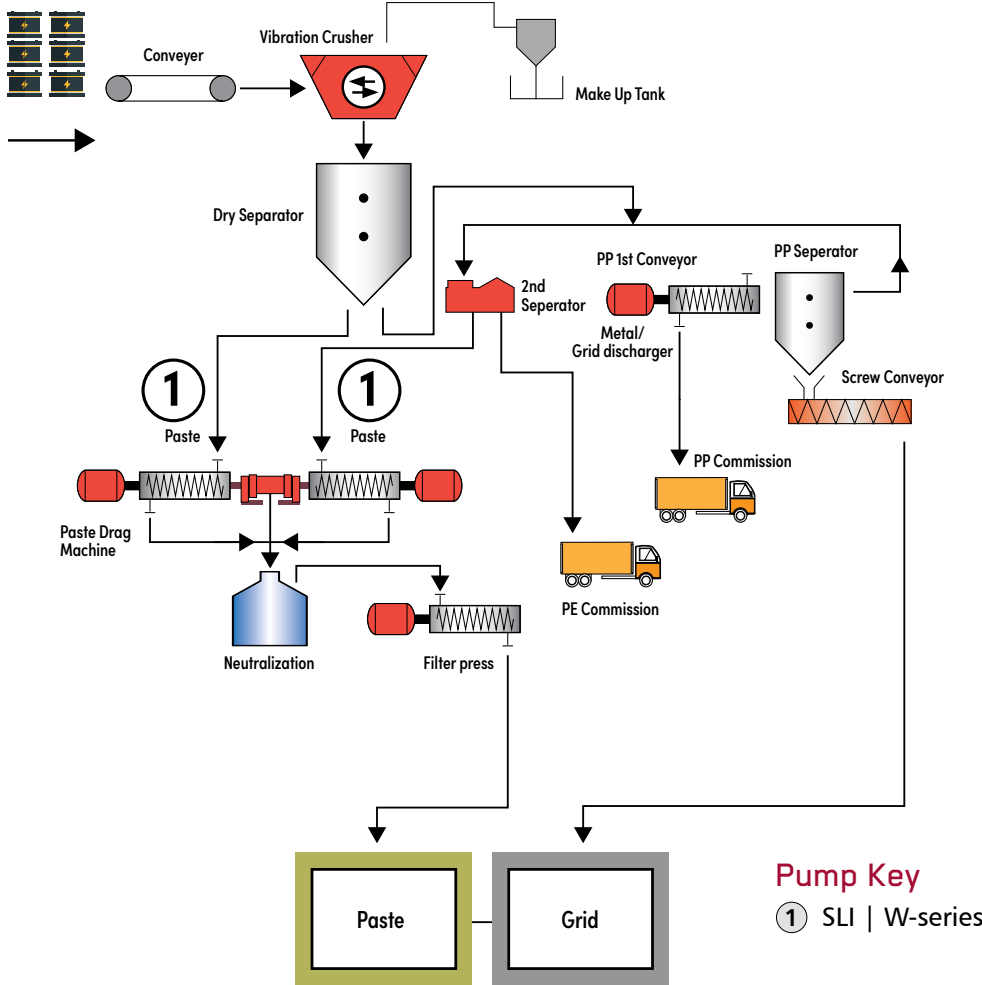 Vibration Crusher
Conveyer
Make Up Tank
Dry Separator
PP Seperator
PP 1st Conveyor
2nd
Seperator
Metal/
Grid discharger
Screw Conveyor
1
1
Paste
Paste
PP Commission
Paste Drag
Machine
PE Commission
Neutralization
Filter press
Paste
Grid
Pump Key
1 SLI | W-series